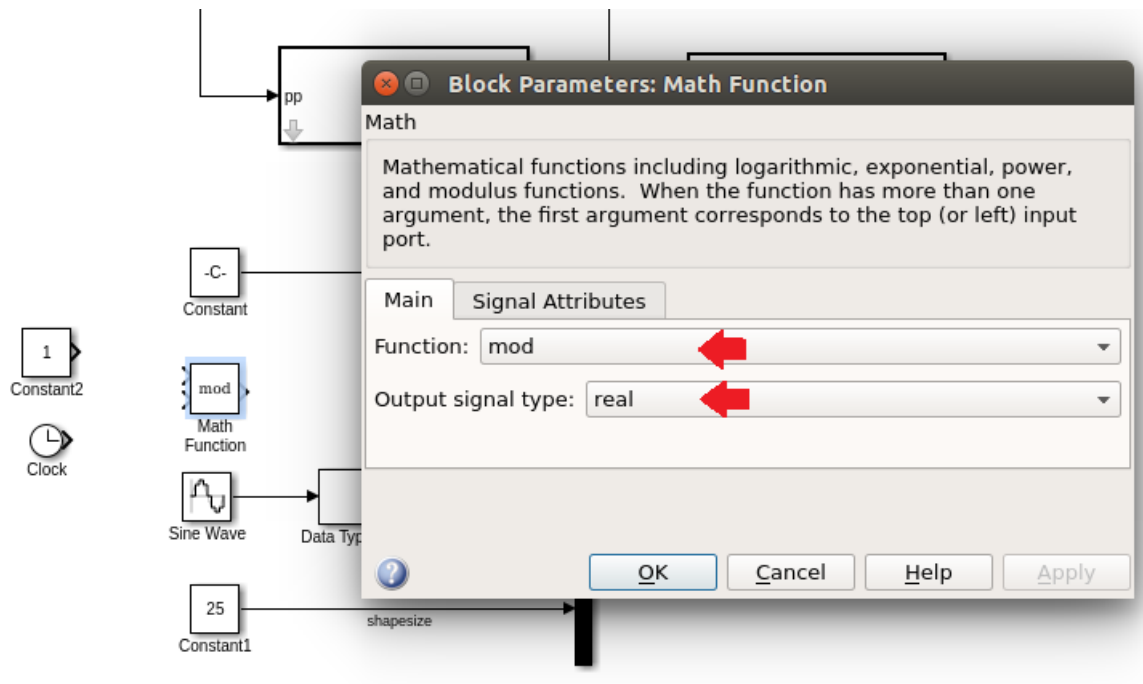 pp
Block Parameters: Math Function
Math
Mathematical functions including logarithmic, exponential, power,
and modulus functions.  When the function has more than one
argument, the first argument corresponds to the top (or left) input
port.
Main
Signal Attributes
Function:
mod
Output signal type:
real
OK
Cancel
Help
Apply
-C-
Constant
1
Constant2
mod
Math
Function
Clock
Sine Wave
Data Typ
25
Constant1
shapesize